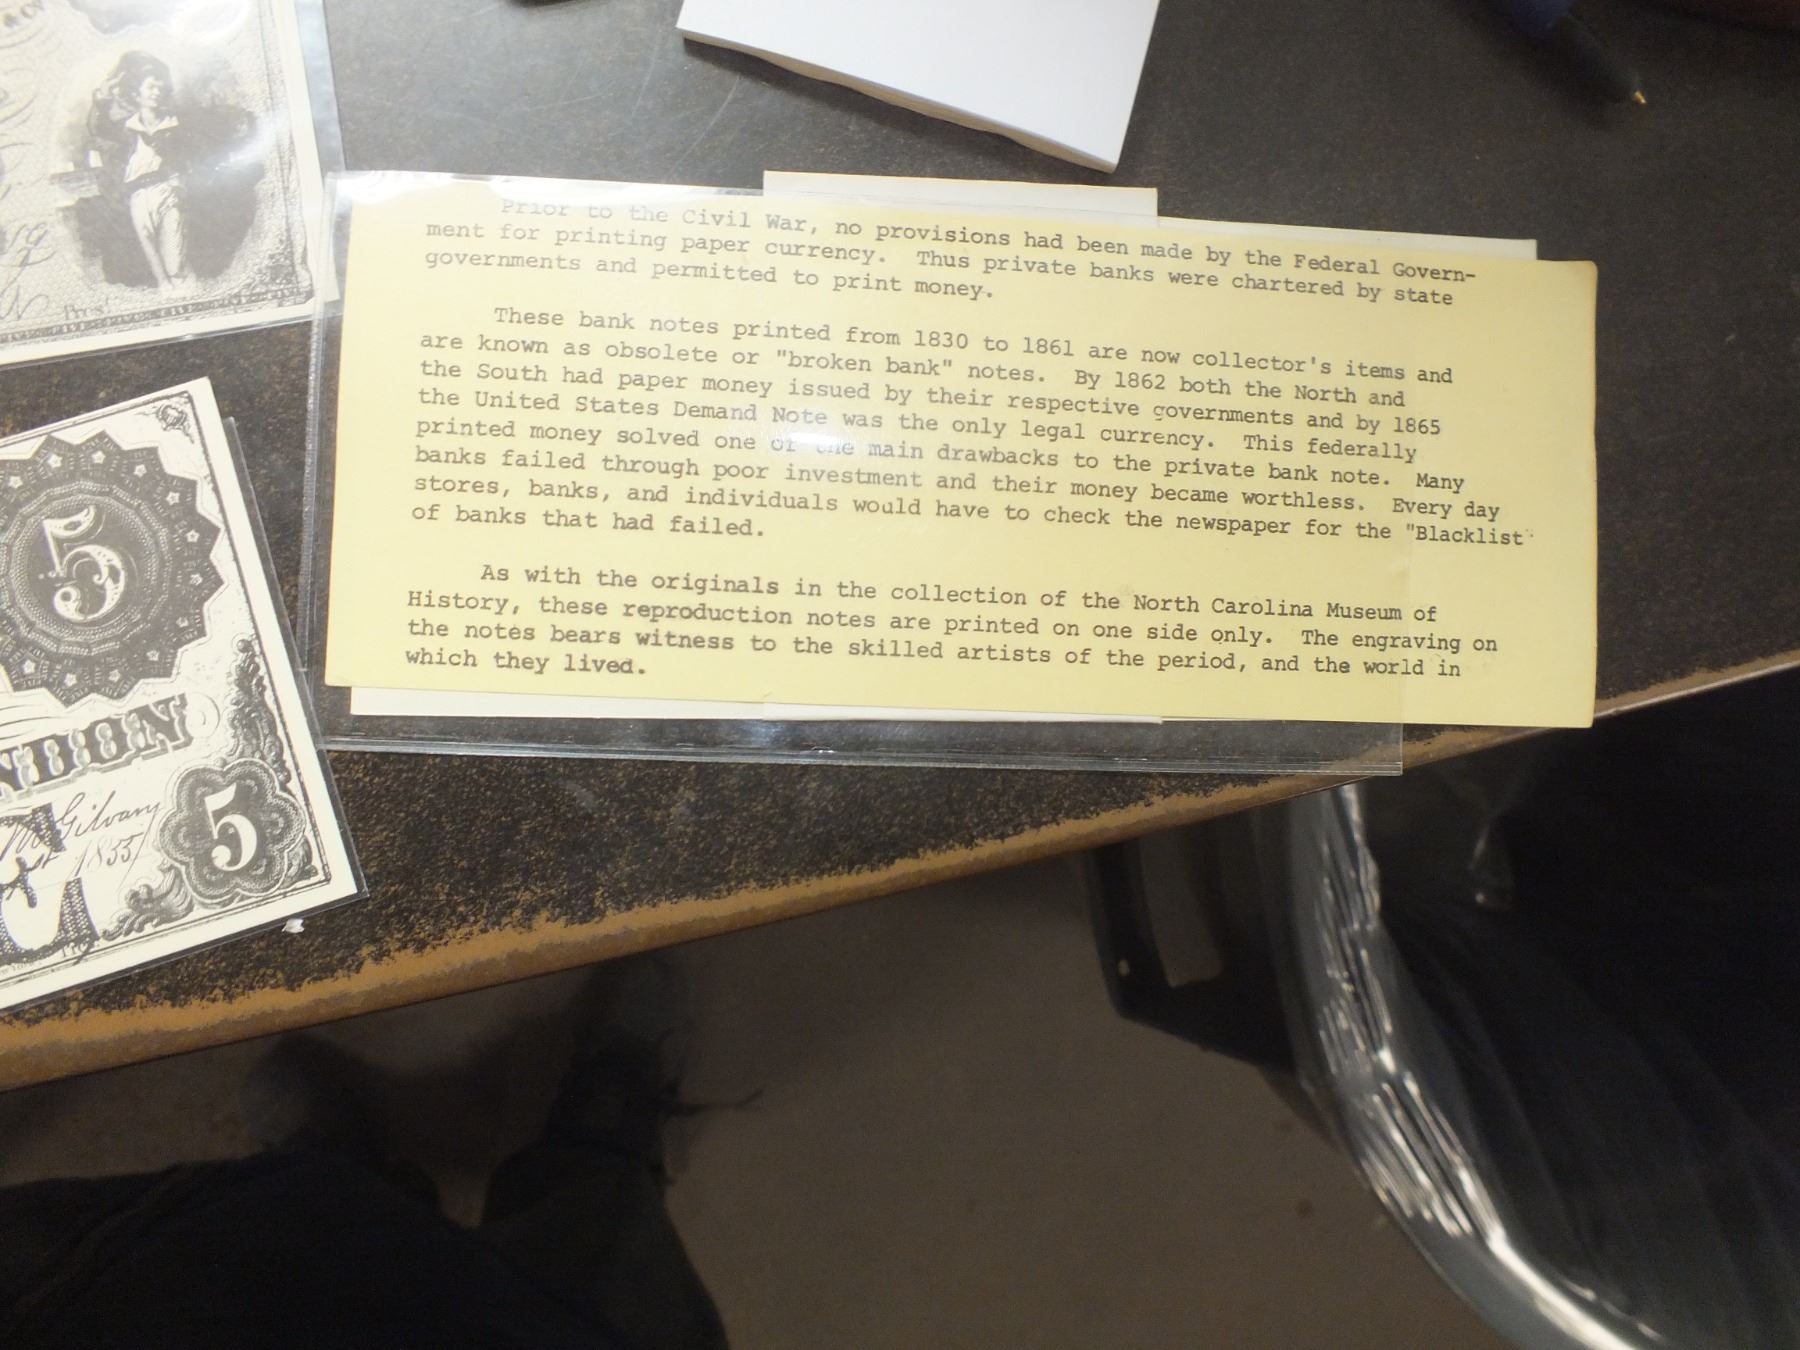 & Co
Pres't
5
NDON
McGilvary
1855
5
Prior to the Civil War, no provisions had been made by the Federal Govern-
ment for printing paper currency. Thus private banks were chartered by state
governments and permitted to print money.
These bank notes printed from 1830 to 1861 are now collector's items and
are known as obsolete or "broken bank" notes. By 1862 both the North and
the South had paper money issued by their respective governments and by 1865
the United States Demand Note was the only legal currency. This federally
printed money solved one of the main drawbacks to the private bank note. Many
banks failed through poor investment and their money became worthless. Every day
stores, banks, and individuals would have to check the newspaper for the "Blacklist"
of banks that had failed.
As with the originals in the collection of the North Carolina Museum of
History, these reproduction notes are printed on one side only. The engraving on
the notes bears witness to the skilled artists of the period, and the world in
which they lived.